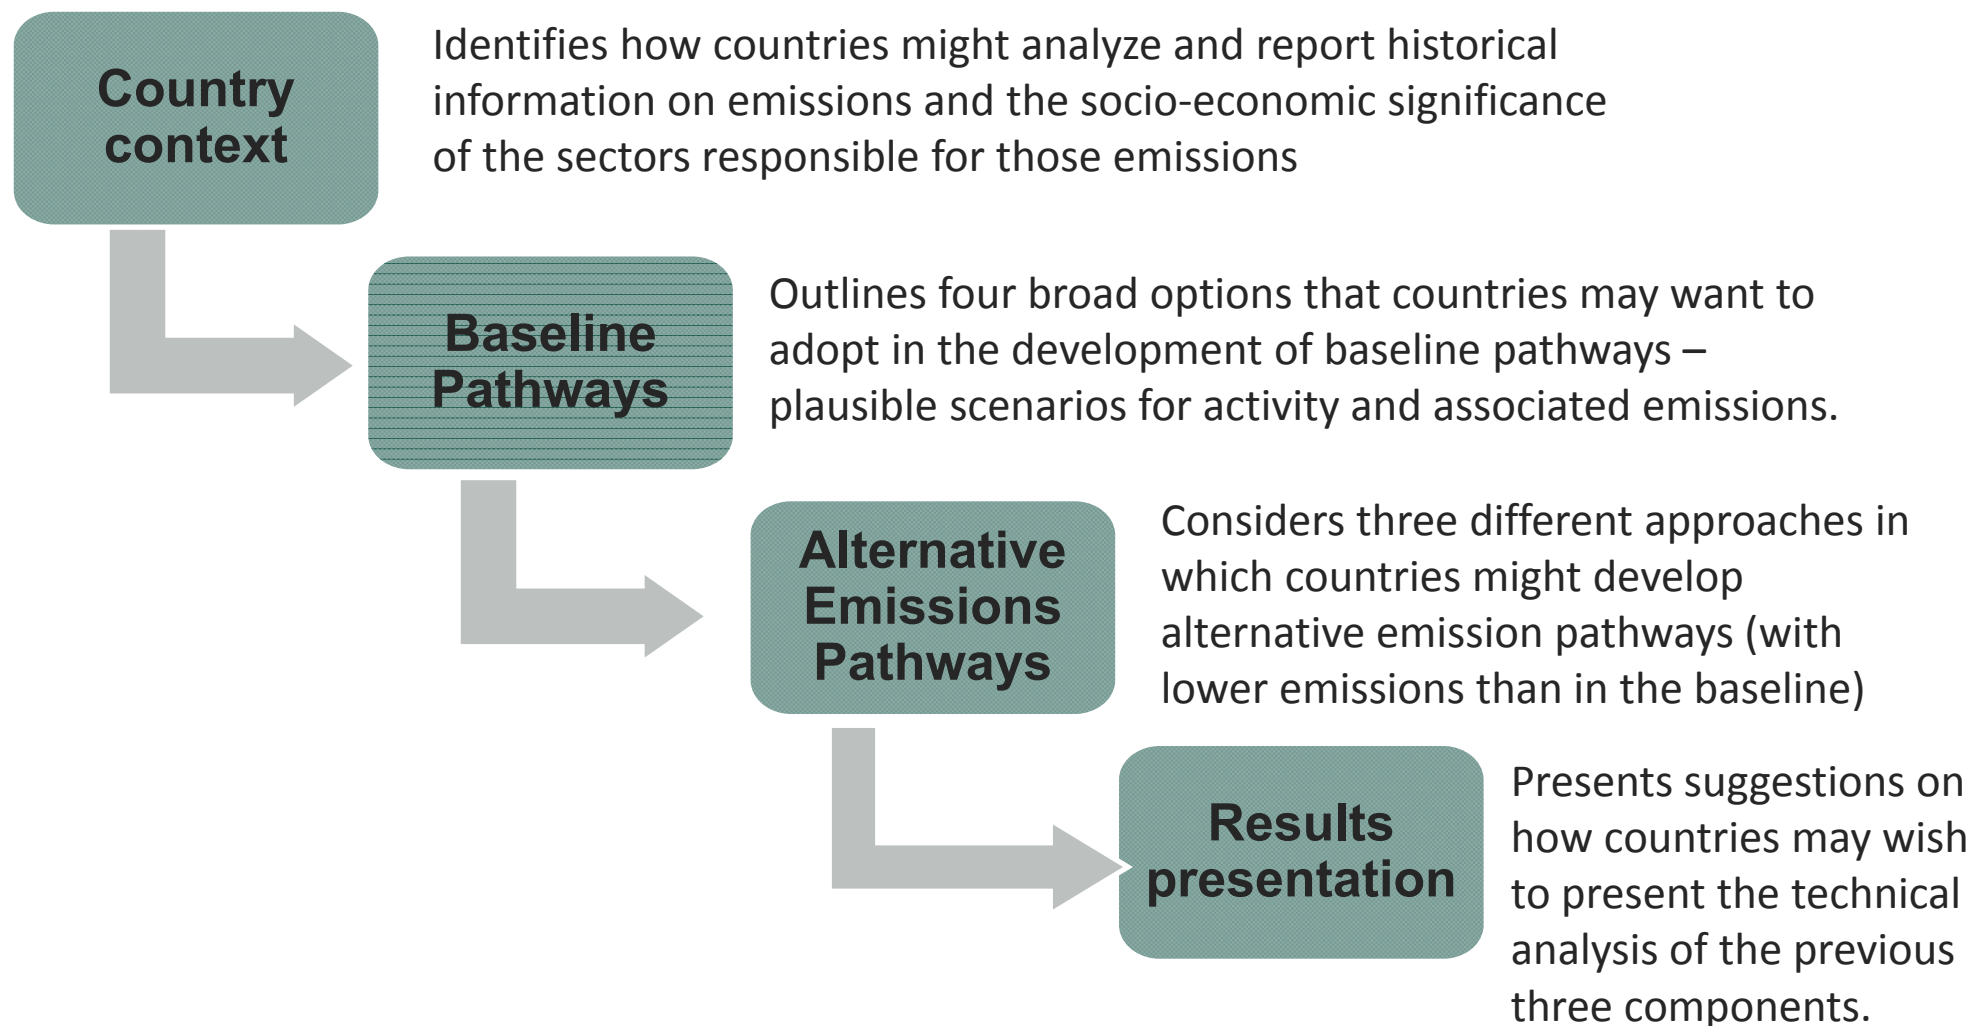 Country
context
Identifies how countries might analyze and report historical
information on emissions and the socio-economic significance
of the sectors responsible for those emissions
Baseline
Pathways
Outlines four broad options that countries may want to
adopt in the development of baseline pathways –
plausible scenarios for activity and associated emissions.
Alternative
Emissions
Pathways
Considers three different approaches in
which countries might develop
alternative emission pathways (with
lower emissions than in the baseline)
Results
presentation
Presents suggestions on
how countries may wish
to present the technical
analysis of the previous
three components.